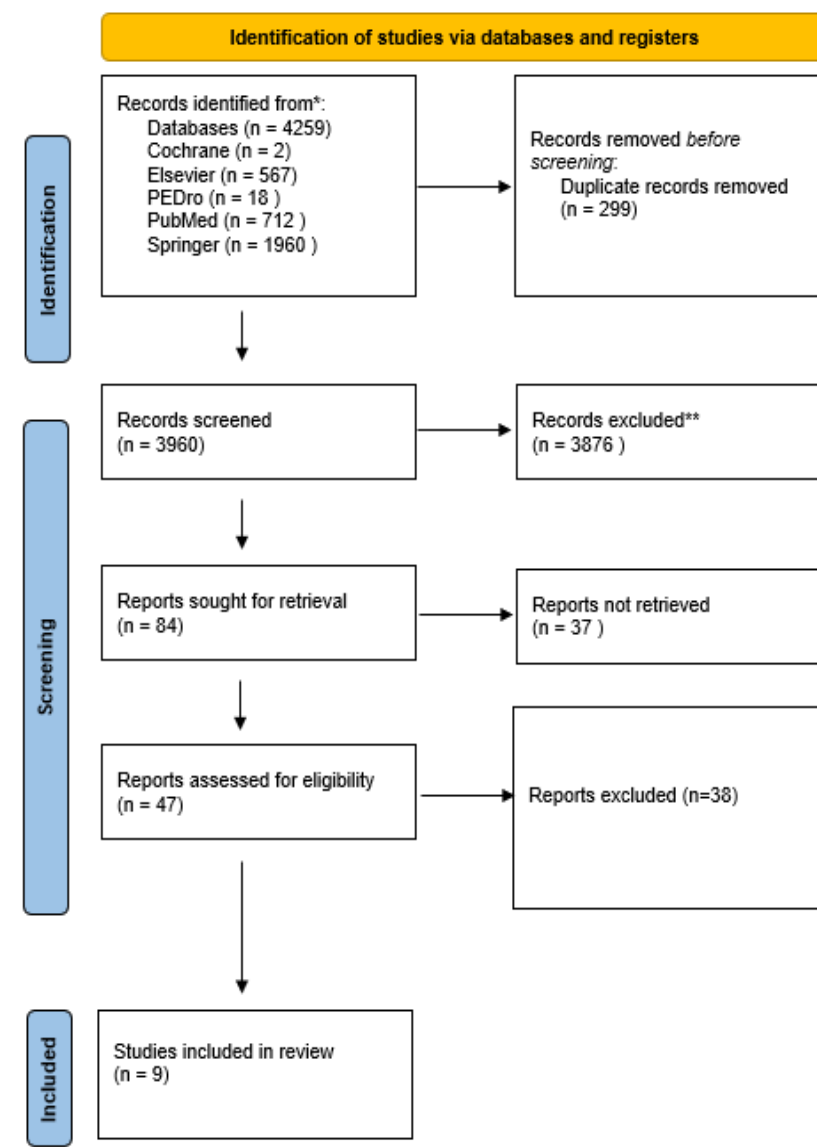 Identification of studies via databases and registers
Identification
Records identified from*:
Databases (n = 4259)
Cochrane (n = 2)
Elsevier (n = 567)
PEDro (n = 18 )
PubMed (n = 712 )
Springer (n = 1960 )
Records removed before
screening:
Duplicate records removed
(n = 299)
Screening
Records screened
(n = 3960)
Records excluded**
(n = 3876 )
Reports sought for retrieval
(n = 84)
Reports not retrieved
(n = 37 )
Reports assessed for eligibility
(n = 47)
Reports excluded (n=38)
Included
Studies included in review
(n = 9)